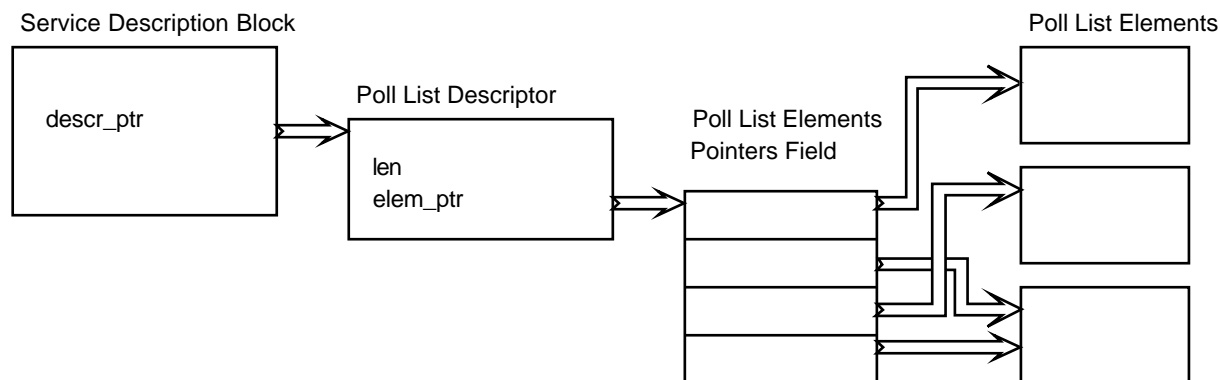 Service Description Block
descr_ptr
Poll List Descriptor
len
elem_ptr
Poll List Elements
Pointers Field
Poll List Elements